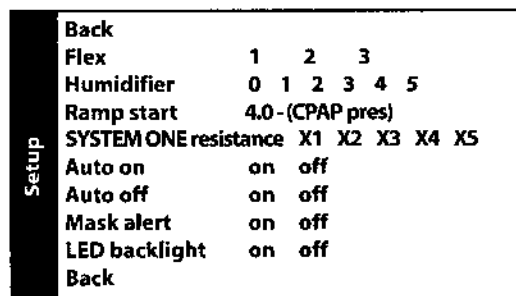 Setup
Back
Flex 1 2 3
Humidifier 0 1 2 3 4 5
Ramp start 4.0 - (CPAP pres)
SYSTEM ONE resistance X1 X2 X3 X4 X5
Auto on on off
Auto off on off
Mask alert on off
LED backlight on off
Back